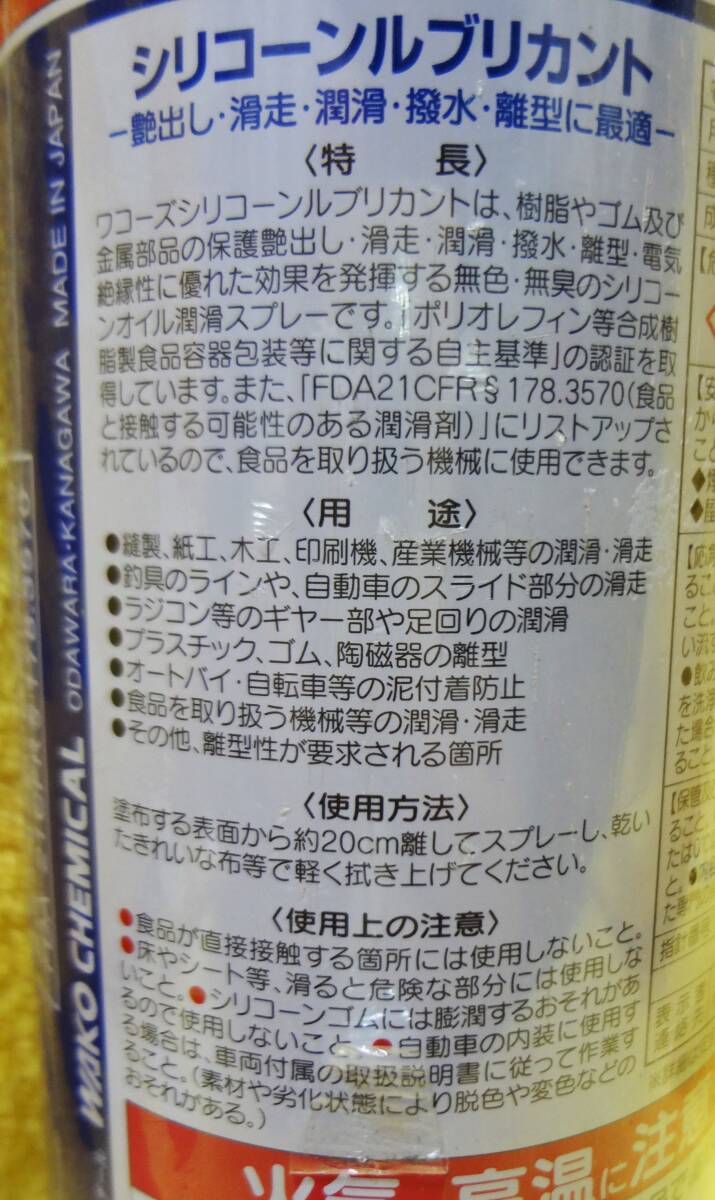 シリコーンルブリカント
−艶出し・滑走・潤滑・撥水・離型に最適−
〈特　長〉
ワコーズシリコーンルブリカントは、樹脂やゴム及び
金属部品の保護艶出し・滑走・潤滑・撥水・離型・電気
絶縁性に優れた効果を発揮する無色・無臭のシリコー
ンオイル潤滑スプレーです。「ポリオレフィン等合成樹
脂製食品容器包装等に関する自主基準」の認証を取
得しています。また、「FDA21CFR§178.3570(食品
と接触する可能性のある潤滑剤)」にリストアップさ
れているので、食品を取り扱う機械に使用できます。
〈用　途〉
●縫製、紙工、木工、印刷機、産業機械等の潤滑・滑走
●釣具のラインや、自動車のスライド部分の滑走
●ラジコン等のギヤー部や足回りの潤滑
●プラスチック、ゴム、陶磁器の離型
●オートバイ・自転車等の泥付着防止
●食品を取り扱う機械等の潤滑・滑走
●その他、離型性が要求される箇所
〈使用方法〉
塗布する表面から約20cm離してスプレーし、乾い
たきれいな布等で軽く拭き上げてください。
〈使用上の注意〉
●食品が直接接触する箇所には使用しないこと。
●床やシート等、滑ると危険な部分には使用しな
いこと。●シリコーンゴムには膨潤するおそれがあ
るので使用しないこと。●自動車の内装に使用す
る場合は、車両付属の取扱説明書に従って作業す
ること。(素材や劣化状態により脱色や変色などの
おそれがある。)
火気 高温に注意
WAKO CHEMICAL ODAWARA・KANAGAWA MADE IN JAPAN